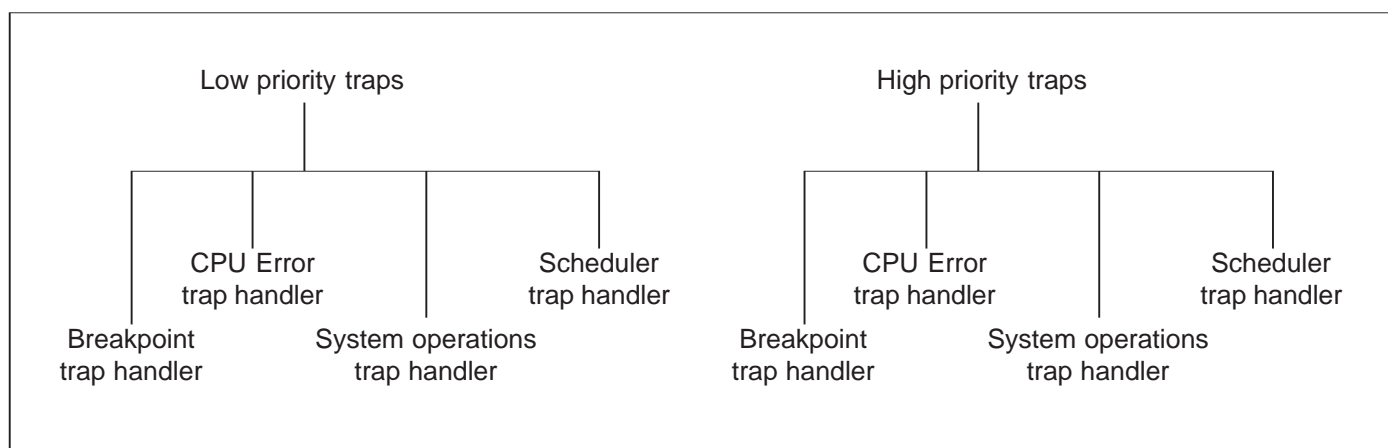 Low priority traps
High priority traps
CPU Error
trap handler
Scheduler
trap handler
Breakpoint
trap handler
System operations
trap handler
CPU Error
trap handler
Scheduler
trap handler
Breakpoint
trap handler
System operations
trap handler